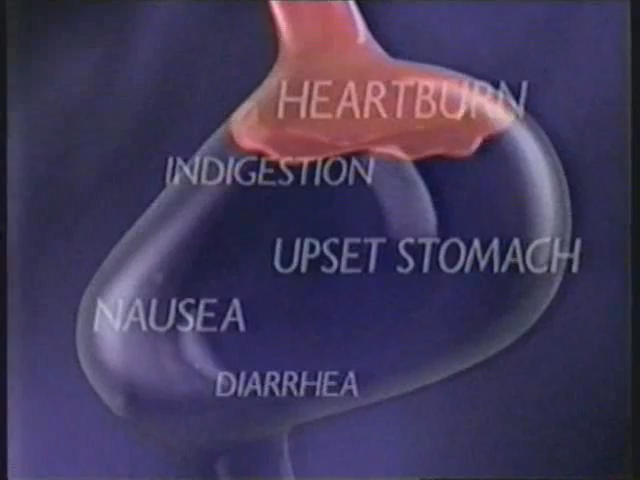 HEARTBURN
INDIGESTION
UPSET STOMACH
NAUSEA
DIARRHEA